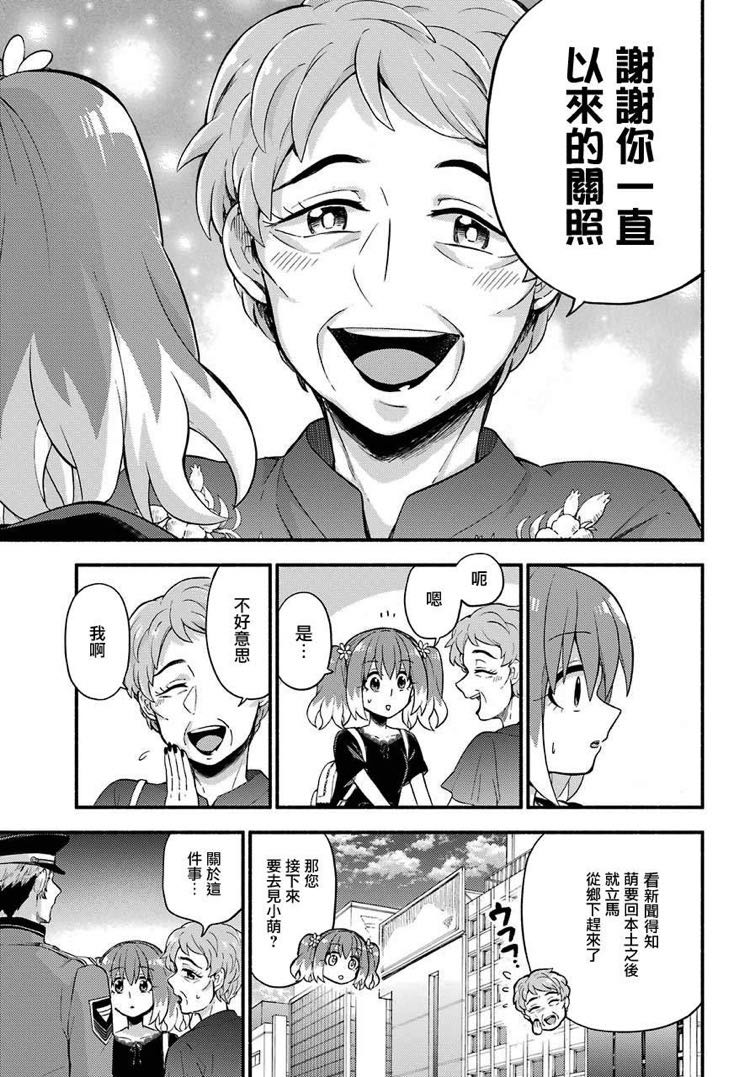 謝謝你一直
以來的關照
呃
嗯
是…
不好意思
我啊
看新聞得知
萌要回本土之後
就立馬
從鄉下趕來了
ウフフ
那您
接下來
要去見小萌?
關於這
件事…